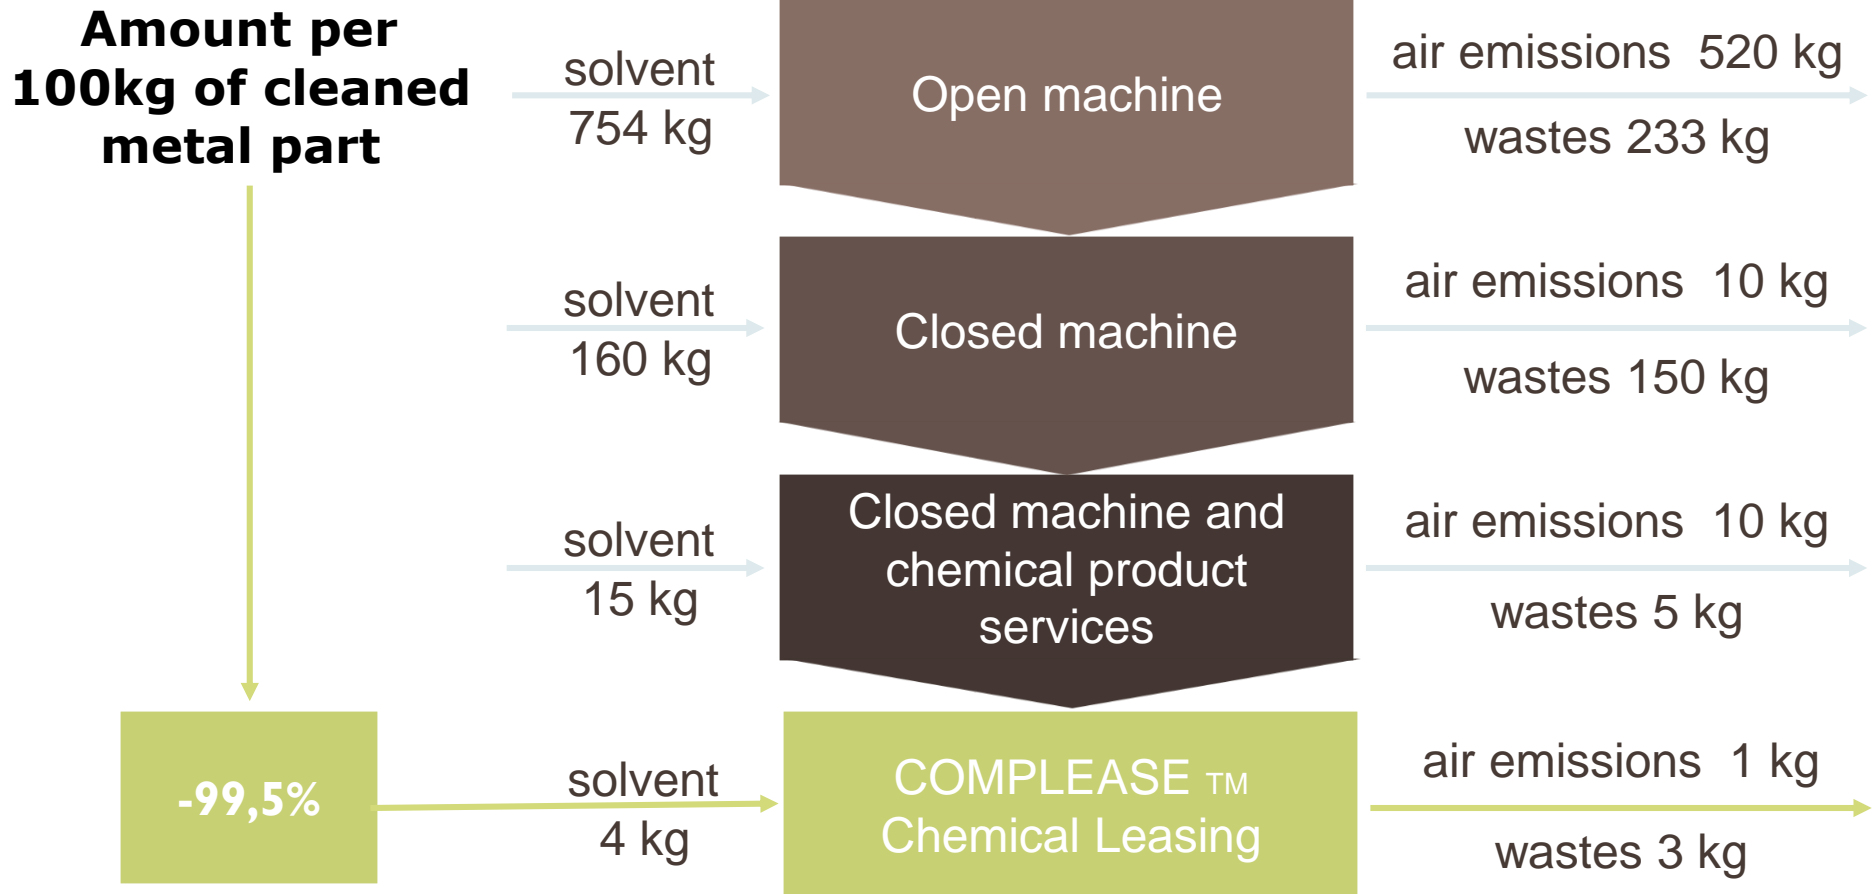 Amount per
100kg of cleaned
metal part
solvent
754 kg
Open machine
air emissions 520 kg
wastes 233 kg
solvent
160 kg
Closed machine
air emissions 10 kg
wastes 150 kg
solvent
15 kg
Closed machine and
chemical product
services
air emissions 10 kg
wastes 5 kg
-99,5%
solvent
4 kg
COMPLEASE TM
Chemical Leasing
air emissions 1 kg
wastes 3 kg